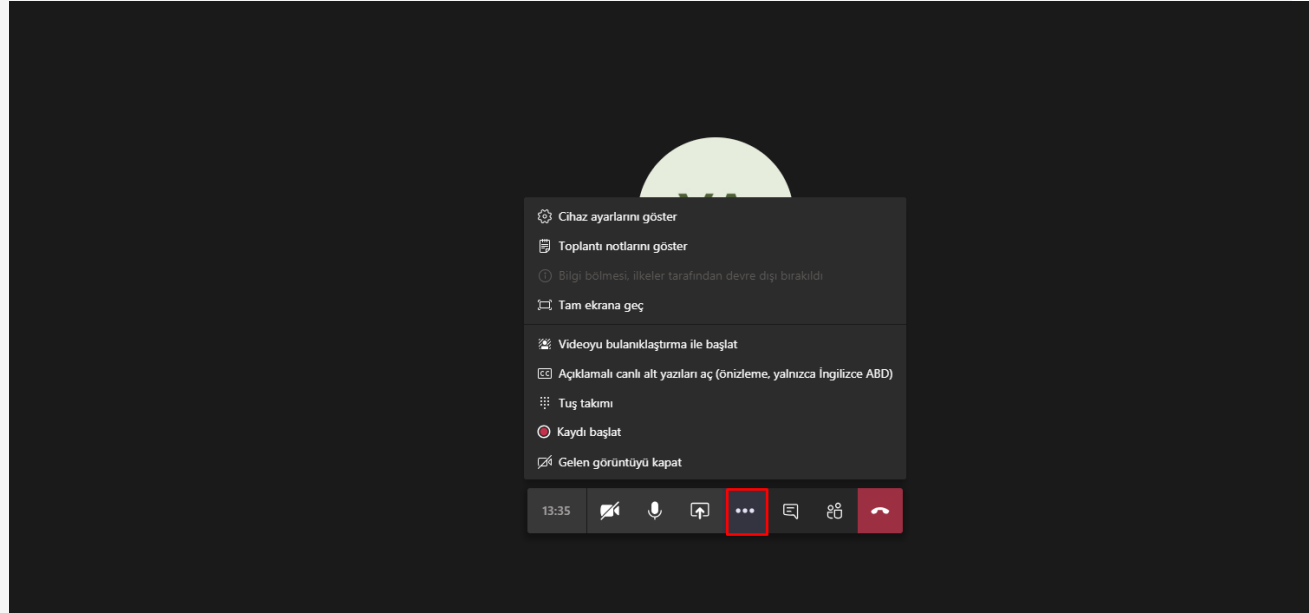 Cihaz ayarlarını göster
Toplantı notlarını göster
Bilgi bölmesi, ilkeler tarafından devre dışı bırakıldı
Tam ekrana geç
Videoyu bulanıklaştırma ile başlat
Açıklamalı canlı alt yazıları aç (önizleme, yalnızca İngilizce ABD)
Tuş takımı
Kaydı başlat
Gelen görüntüyü kapat
13:35